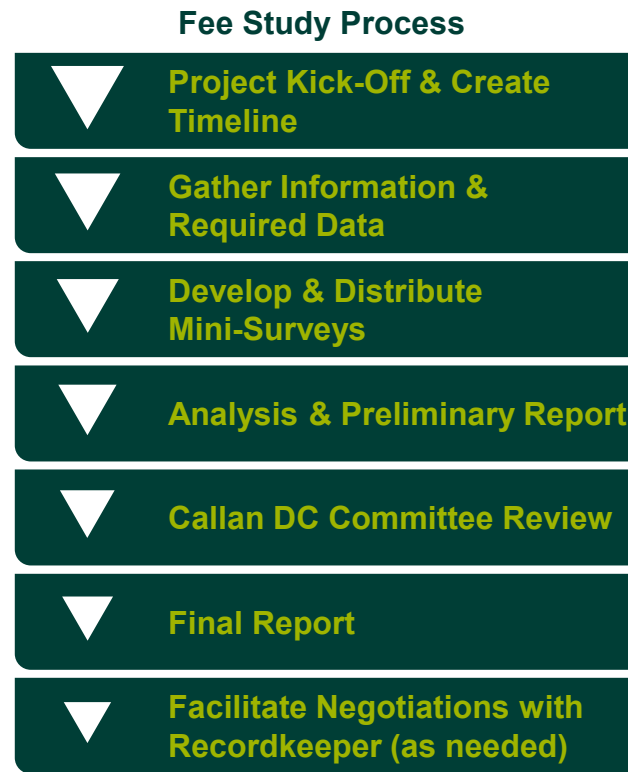 Fee Study Process
Project Kick-Off & Create
Timeline
Gather Information &
Required Data
Develop & Distribute
Mini-Surveys
Analysis & Preliminary Report
Callan DC Committee Review
Final Report
Facilitate Negotiations with
Recordkeeper (as needed)